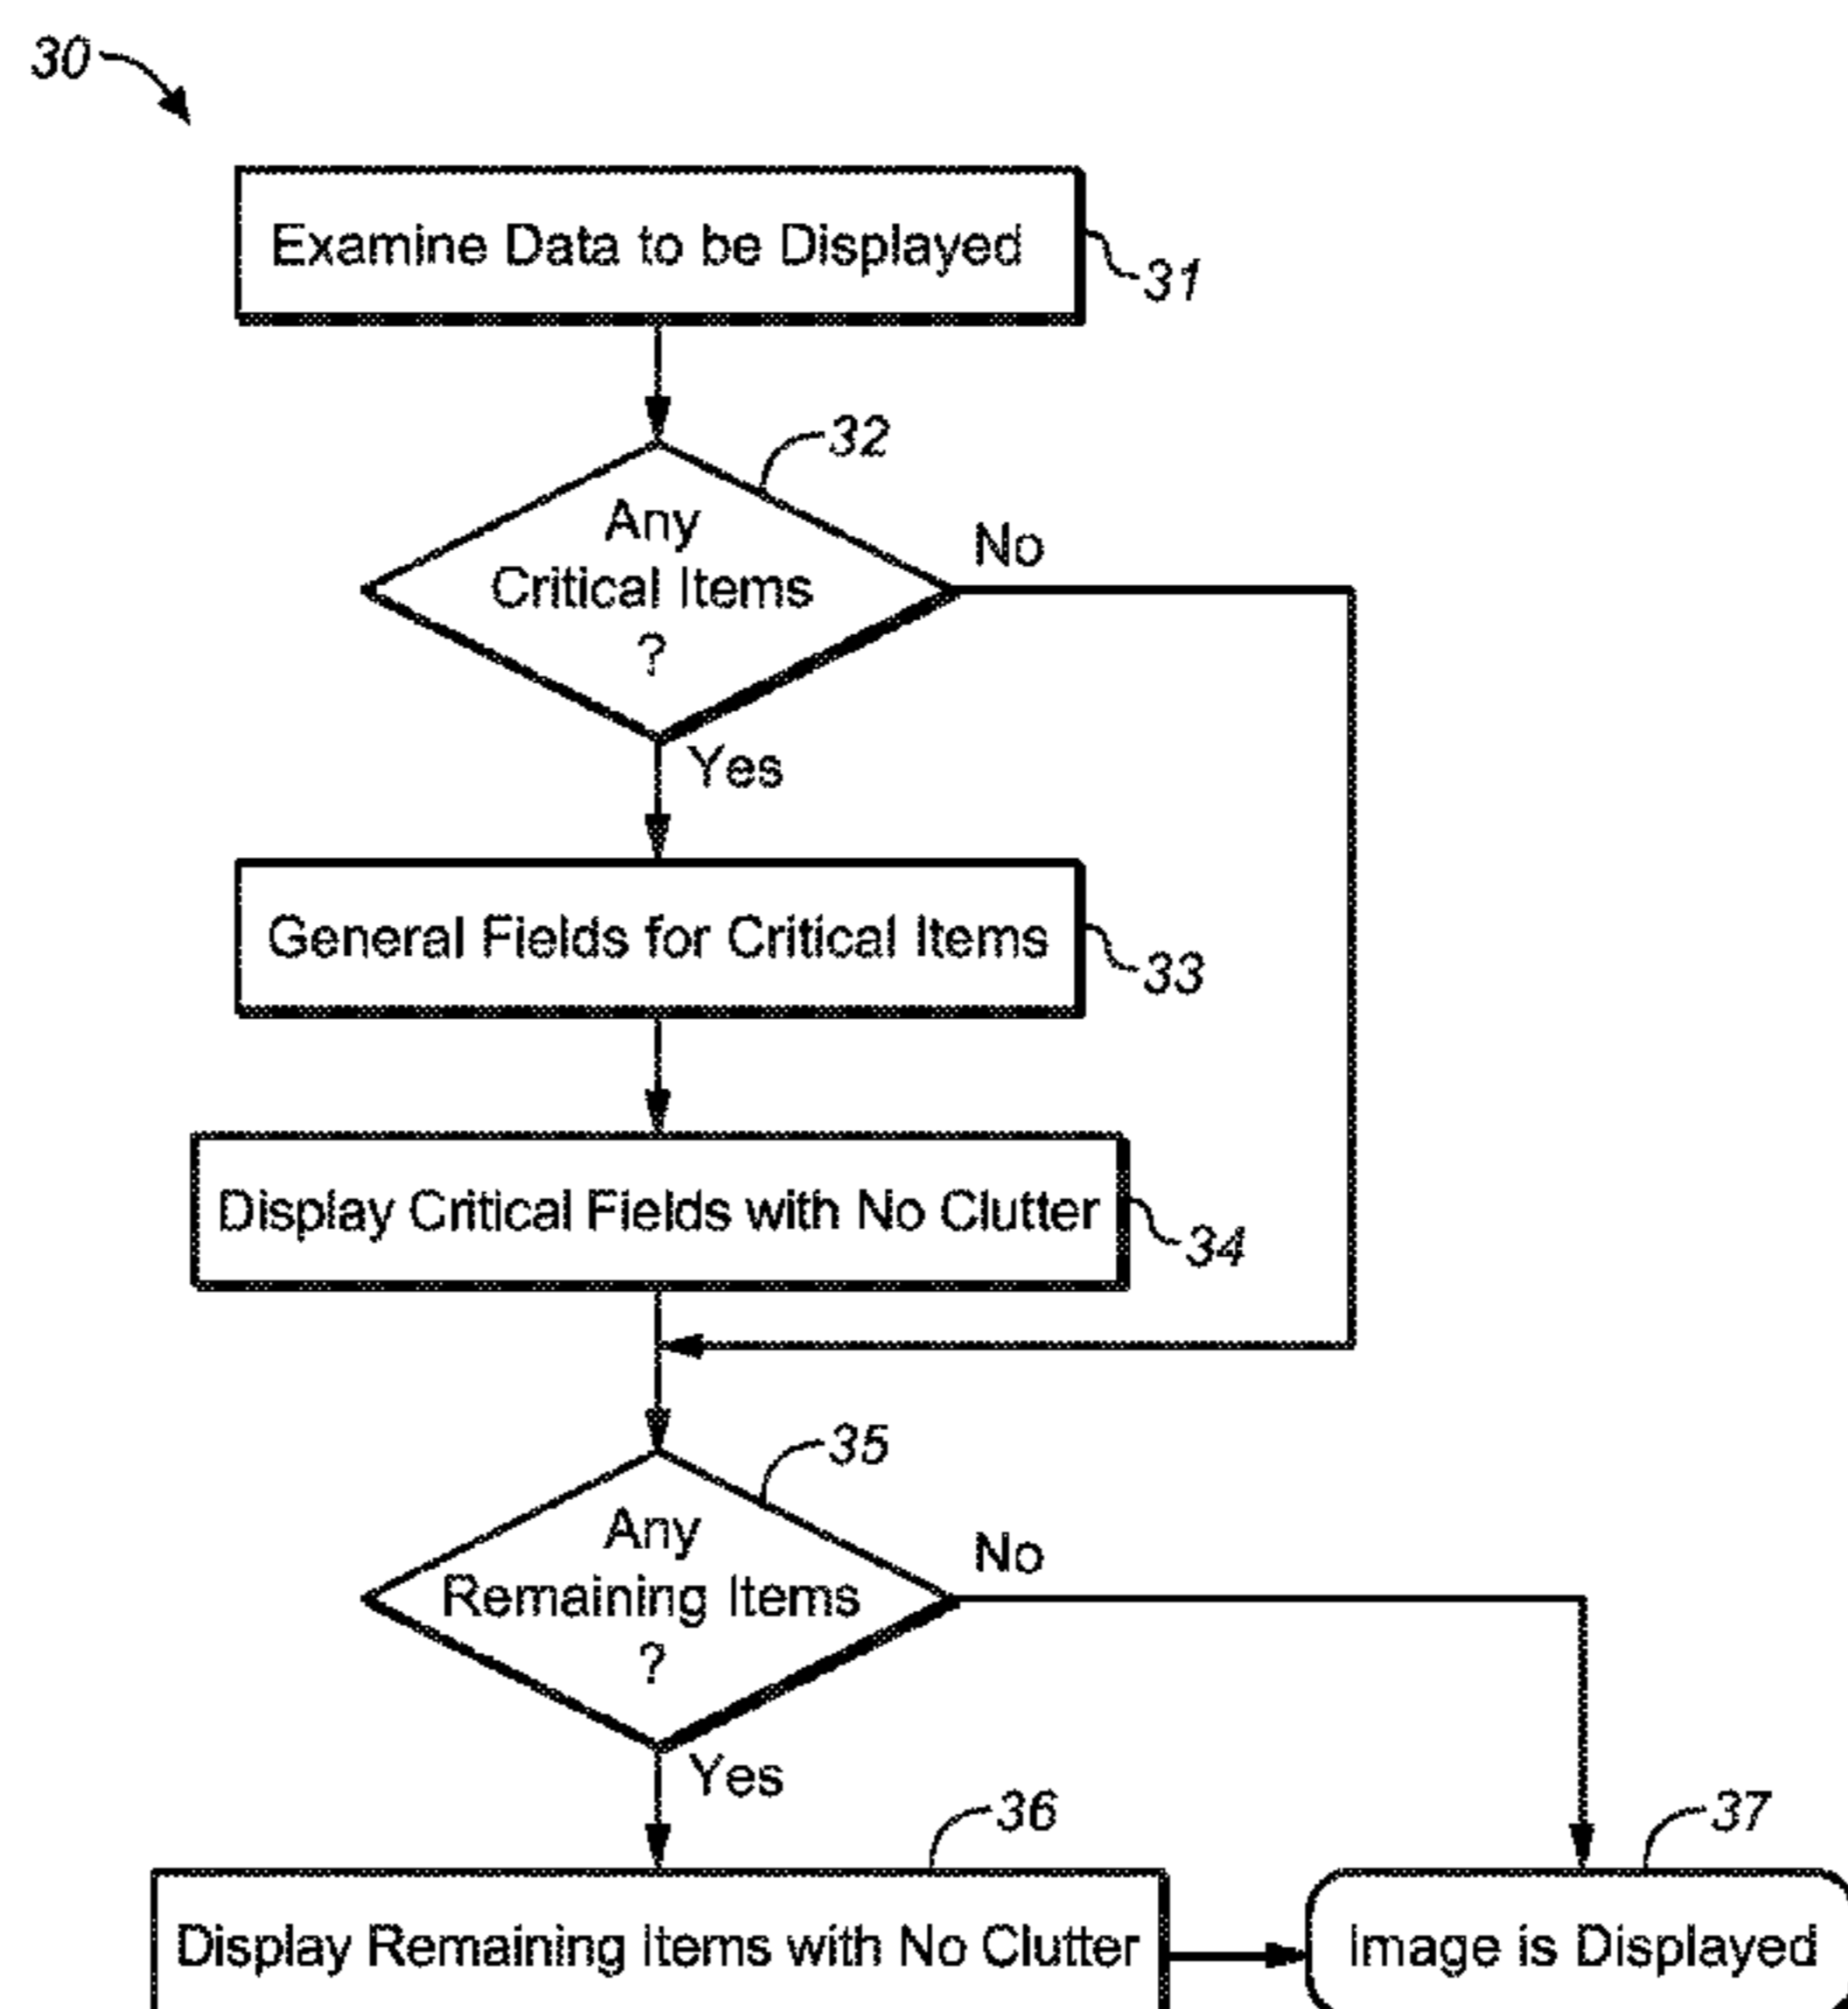 30
Examine Data to be Displayed
31
32
Any
Critical Items
?
No
Yes
General Fields for Critical Items
33
Display Critical Fields with No Clutter
34
35
Any
Remaining Items
?
No
Yes
36
37
Display Remaining Items with No Clutter
Image is Displayed